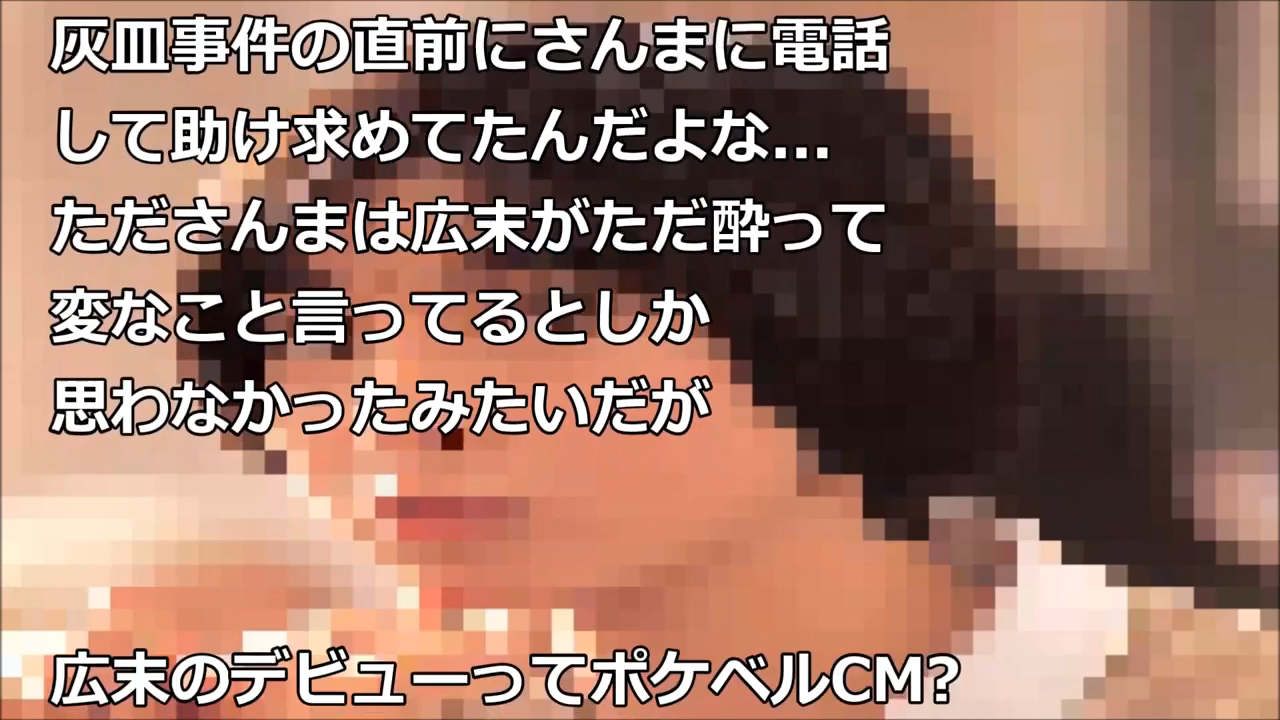 灰皿事件の直前にさんまに電話
して助け求めてたんだよな...
たださんまは広末がただ酔って
変なこと言ってるとしか
思わなかったみたいだが
広末のデビューってポケベルCM?